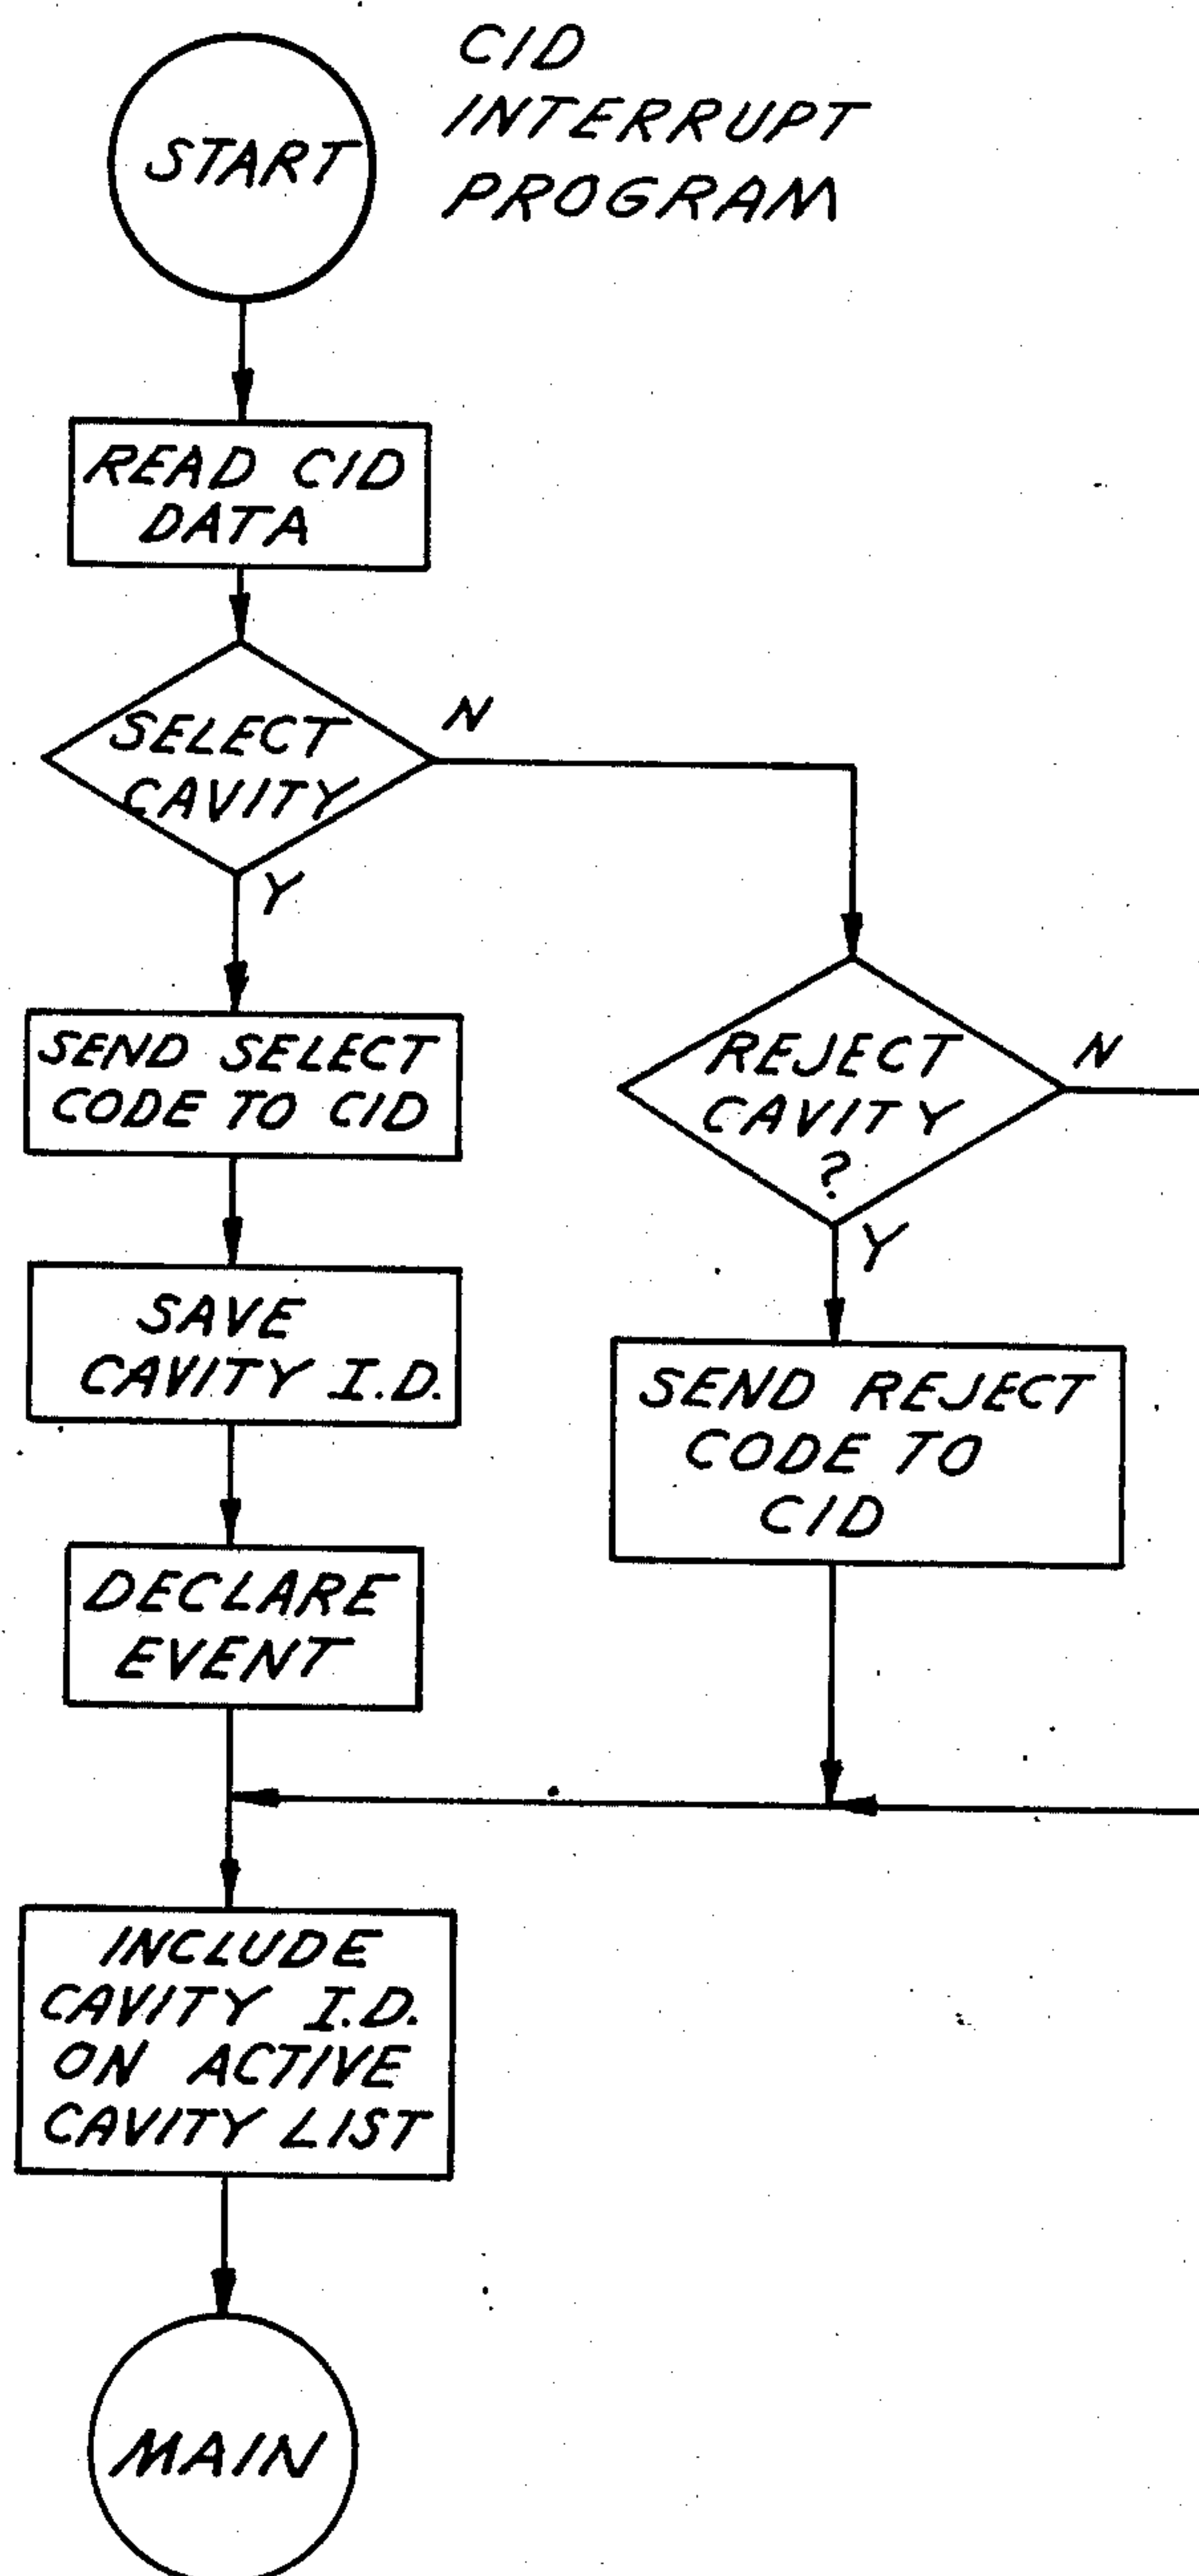 CID
INTERRUPT
PROGRAM
START
READ CID
DATA
SELECT
CAVITY
N
Y
SEND SELECT
CODE TO CID
REJECT
CAVITY
?
N
Y
SAVE
CAVITY I.D.
SEND REJECT
CODE TO
CID
DECLARE
EVENT
INCLUDE
CAVITY I.D.
ON ACTIVE
CAVITY LIST
MAIN